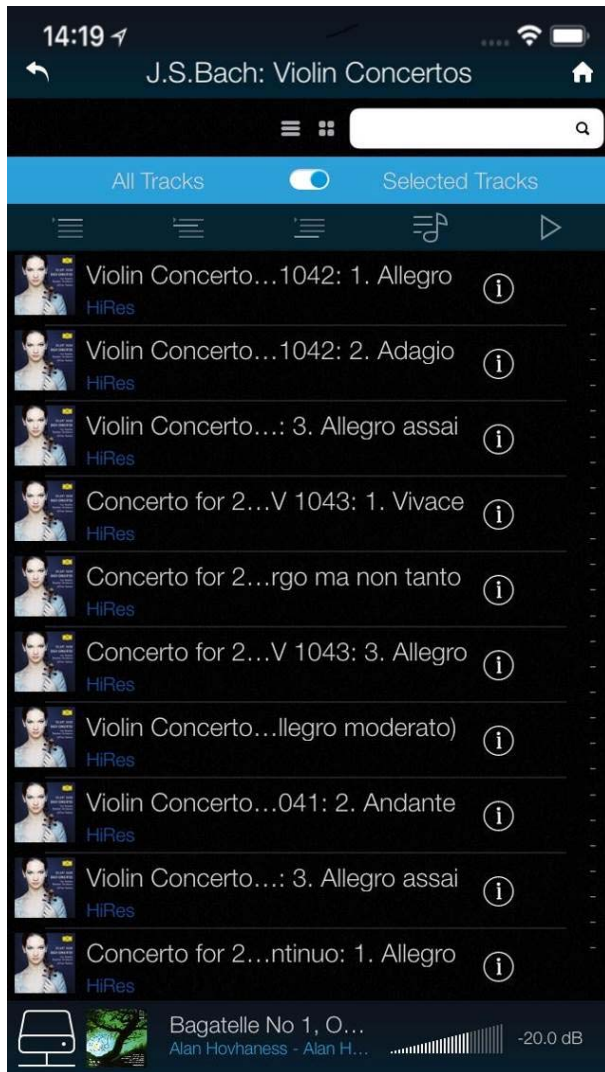 14:19
J.S.Bach: Violin Concertos
All Tracks Selected Tracks
Violin Concerto...1042: 1. Allegro
HiRes
Violin Concerto...1042: 2. Adagio
HiRes
Violin Concerto...: 3. Allegro assai
HiRes
Concerto for 2...V 1043: 1. Vivace
HiRes
Concerto for 2...rgo ma non tanto
HiRes
Concerto for 2...V 1043: 3. Allegro
HiRes
Violin Concerto...llegro moderato)
HiRes
Violin Concerto...041: 2. Andante
HiRes
Violin Concerto...: 3. Allegro assai
HiRes
Concerto for 2...ntinuo: 1. Allegro
HiRes
Bagatelle No 1, O...
Alan Hovhaness - Alan H...
-20.0 dB